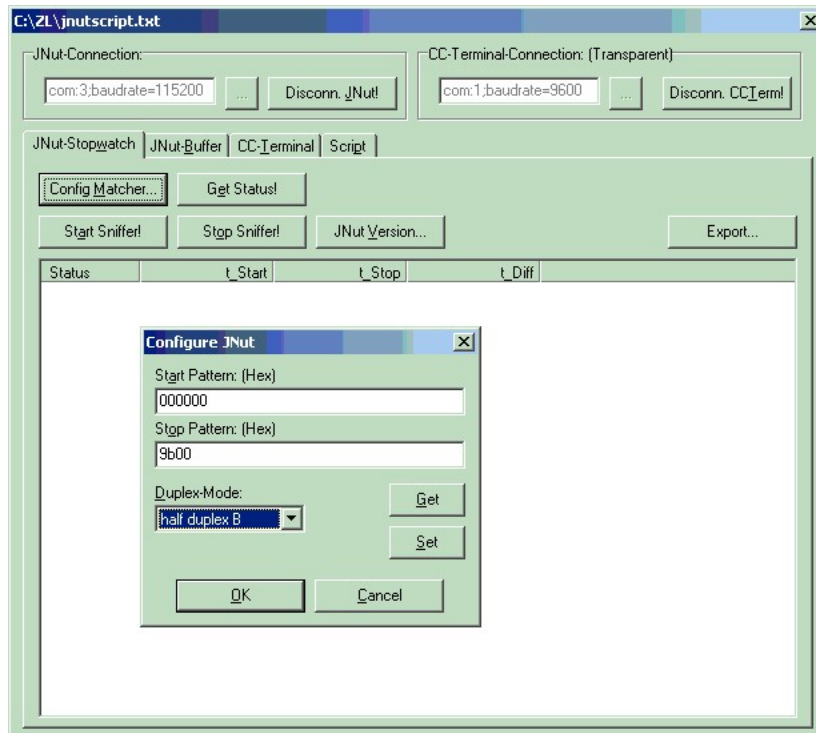 C:\ZL\jnutscript.txt
JNut-Connection:
CC-Terminal-Connection: (Transparent)
com:3;baudrate=115200 ... Disconn. JNut!
com:1;baudrate=9600 ... Disconn. CCTerm!
JNut-Stopwatch JNut-Buffer CC-Terminal Script
Config Matcher... Get Status!
Start Sniffer! Stop Sniffer! JNut Version... Export...
Status t_Start t_Stop t_Diff
Configure JNut
Start Pattern: (Hex)
000000
Stop Pattern: (Hex)
9b00
Duplex-Mode:
half duplex B
Get
Set
OK Cancel